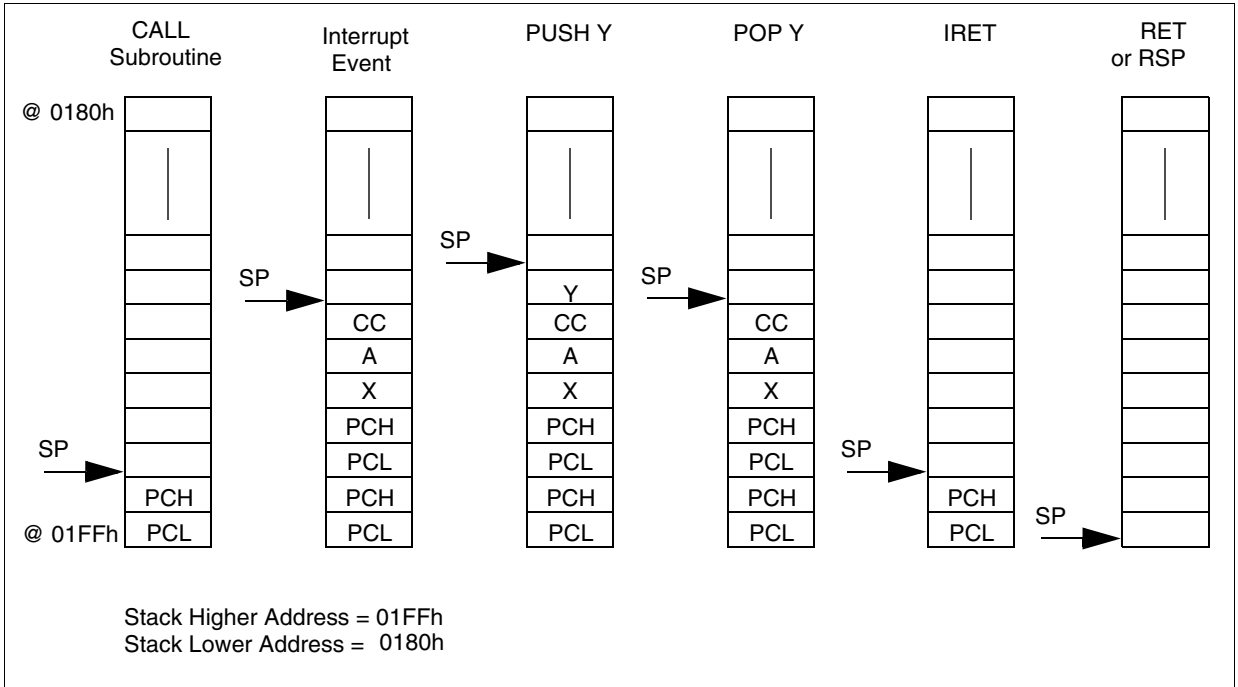 CALL
Subroutine
Interrupt
Event
PUSH Y
POP Y
IRET
RET
or RSP
@ 0180h
SP
SP
SP
Y
CC
CC
CC
A
A
A
X
X
X
PCH
PCH
PCH
SP
SP
PCL
PCL
PCL
PCH
PCH
PCH
PCH
PCH
SP
@ 01FFh
PCL
PCL
PCL
PCL
PCL
Stack Higher Address = 01FFh
Stack Lower Address = 0180h